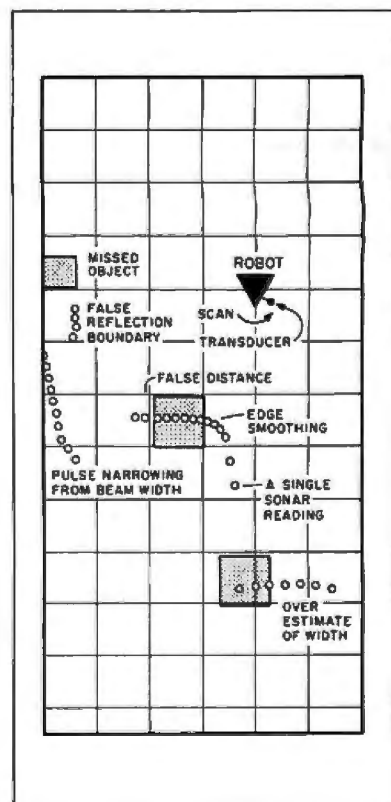 MISSED
OBJECT
ROBOT
FALSE
REFLECTION
BOUNDARY
SCAN
TRANSDUCER
FALSE DISTANCE
EDGE
SMOOTHING
PULSE NARROWING
FROM BEAM WIDTH
A SINGLE
SONAR
READING
OVER
ESTIMATE
OF WIDTH